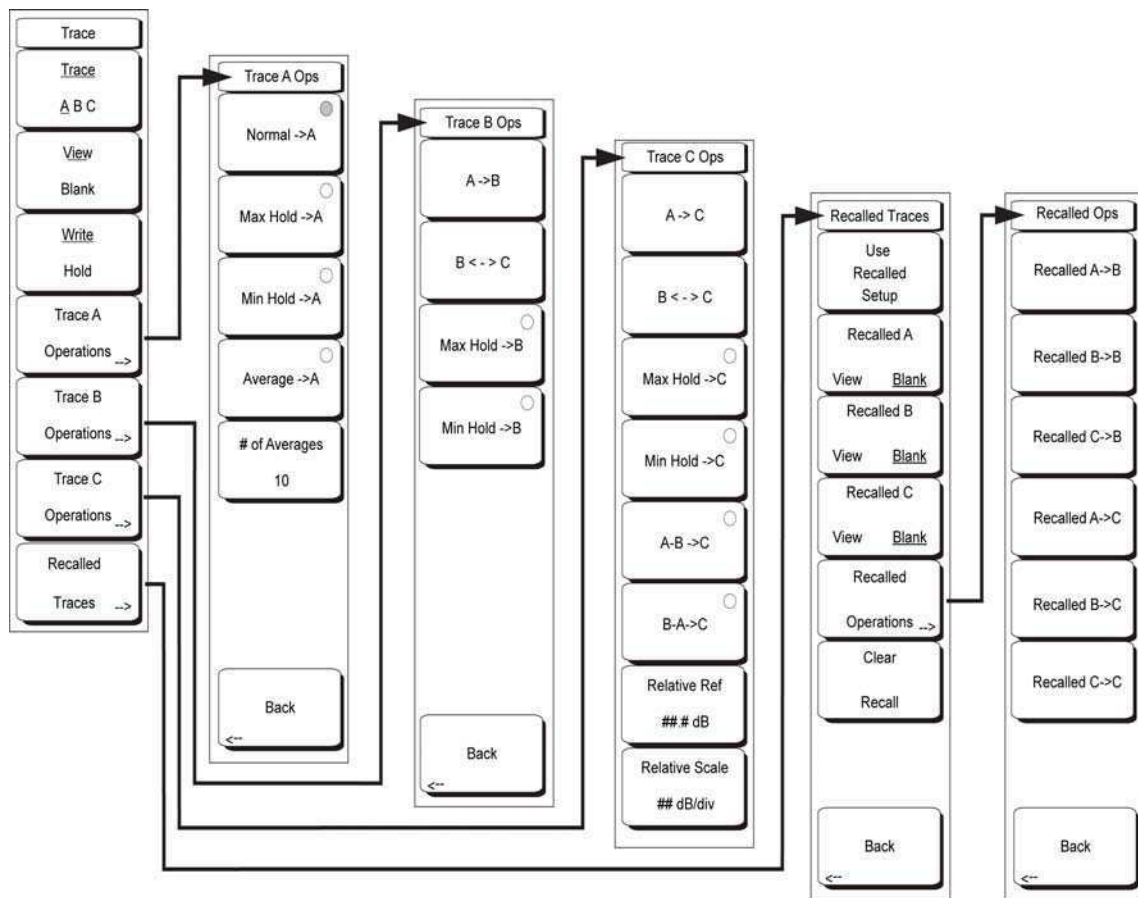 Trace
Trace
A B C
View
Blank
Write
Hold
Trace A
Operations -->
Trace B
Operations -->
Trace C
Operations -->
Recalled
Traces -->
Trace A Ops
Normal ->A
Max Hold ->A
Min Hold ->A
Average ->A
# of Averages
10
Back
<--
Trace B Ops
A ->B
B < - > C
Max Hold ->B
Min Hold ->B
Back
<--
Trace C Ops
A -> C
B < - > C
Max Hold ->C
Min Hold ->C
A-B ->C
B-A->C
Relative Ref
##.# dB
Relative Scale
## dB/div
Recalled Traces
Use
Recalled
Setup
Recalled A
View Blank
Recalled B
View Blank
Recalled C
View Blank
Recalled
Operations -->
Clear
Recall
Back
<--
Recalled Ops
Recalled A->B
Recalled B->B
Recalled C->B
Recalled A->C
Recalled B->C
Recalled C->C
Back
<--